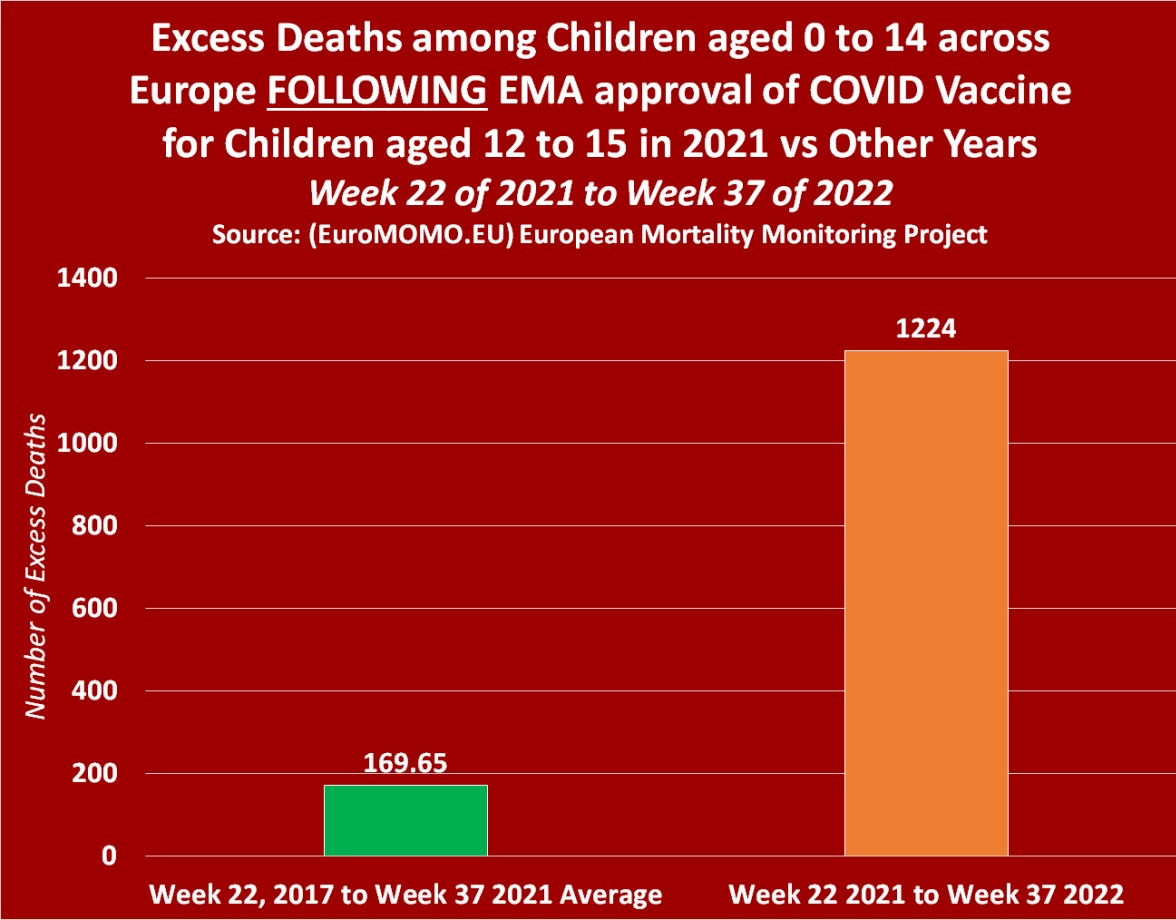 Excess Deaths among Children aged 0 to 14 across
Europe FOLLOWING EMA approval of COVID Vaccine
for Children aged 12 to 15 in 2021 vs Other Years
Week 22 of 2021 to Week 37 of 2022
Source: (EuroMOMO.EU) European Mortality Monitoring Project
Number of Excess Deaths
1400
1200
1000
800
600
400
200
0
169.65
1224
Week 22, 2017 to Week 37 2021 Average
Week 22 2021 to Week 37 2022